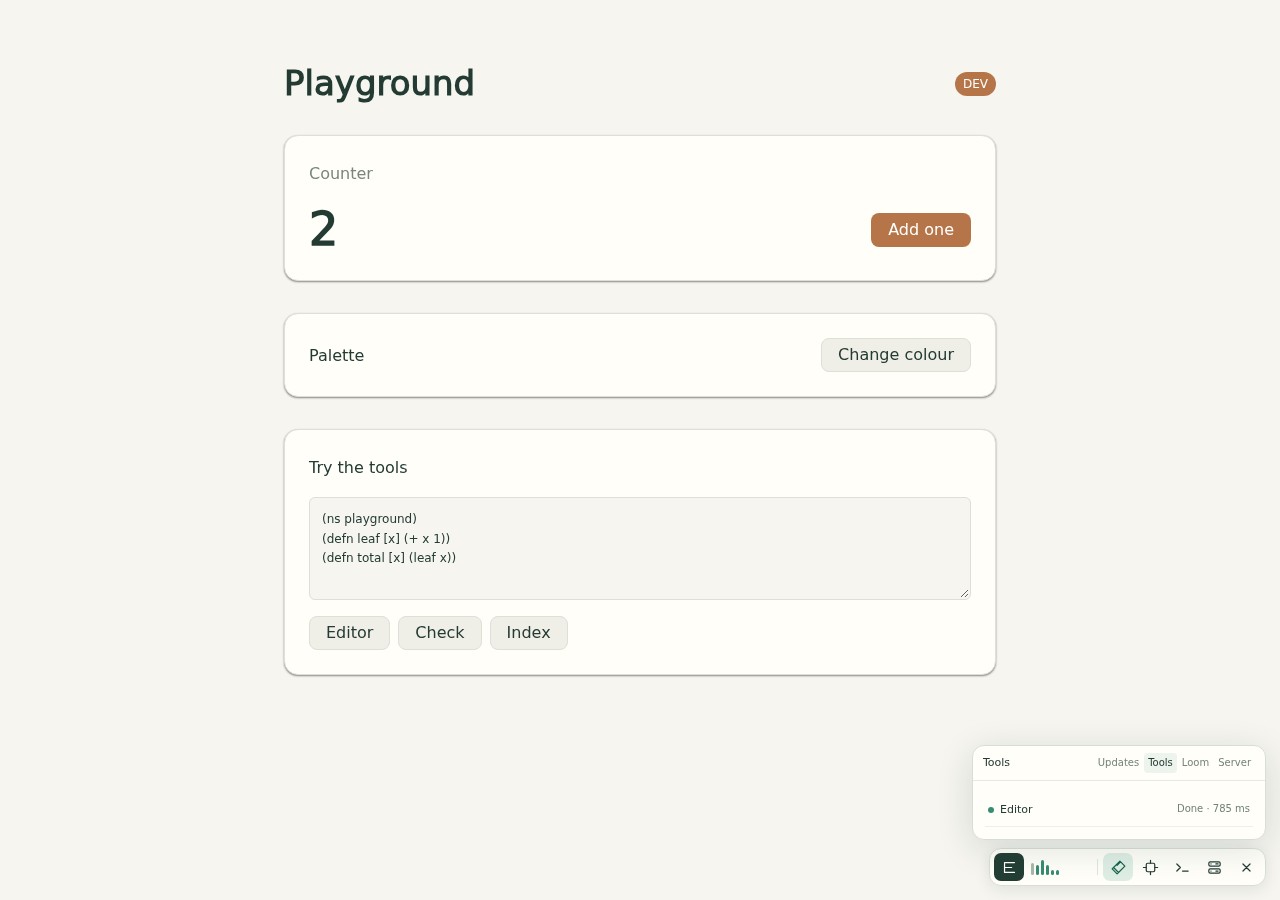 Playground
DEV
Counter
2
Add one
Palette
Change colour
Try the tools
(ns playground)
(defn leaf [x] (+ x 1))
(defn total [x] (leaf x))
Editor Check Index
Tools Updates Tools Loom Server
Editor Done · 785 ms